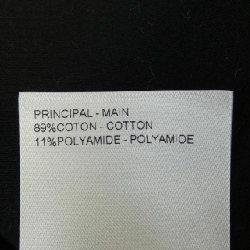 PRINCIPAL - MAIN
89%COTON - COTTON
11%POLYAMIDE - POLYAMIDE